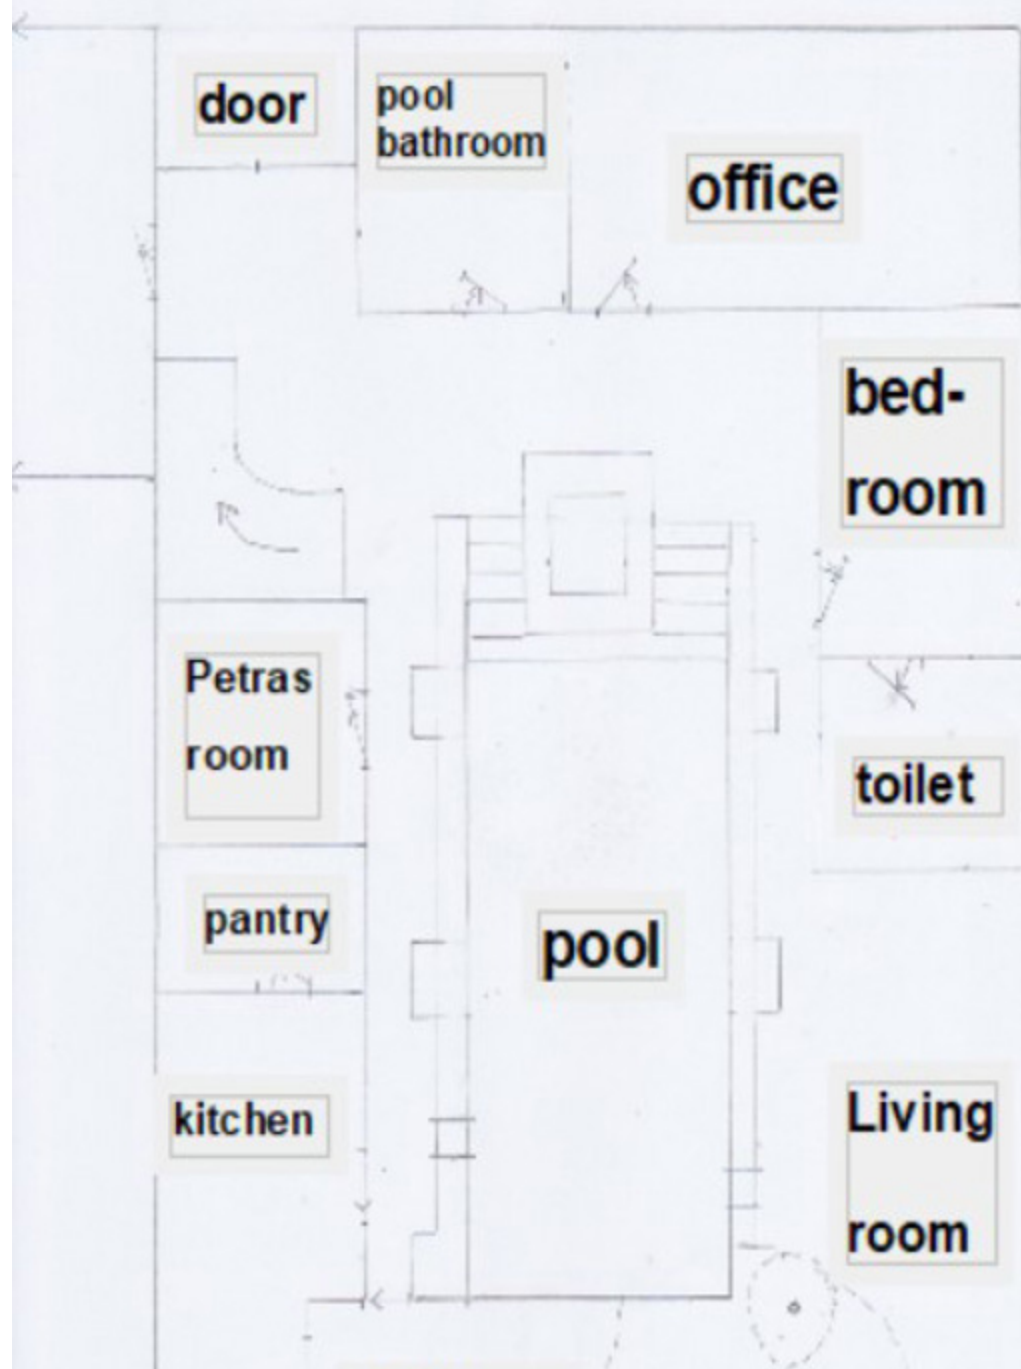 door
pool
bathroom
office
bed-
room
Petras
room
toilet
pantry
pool
kitchen
Living
room